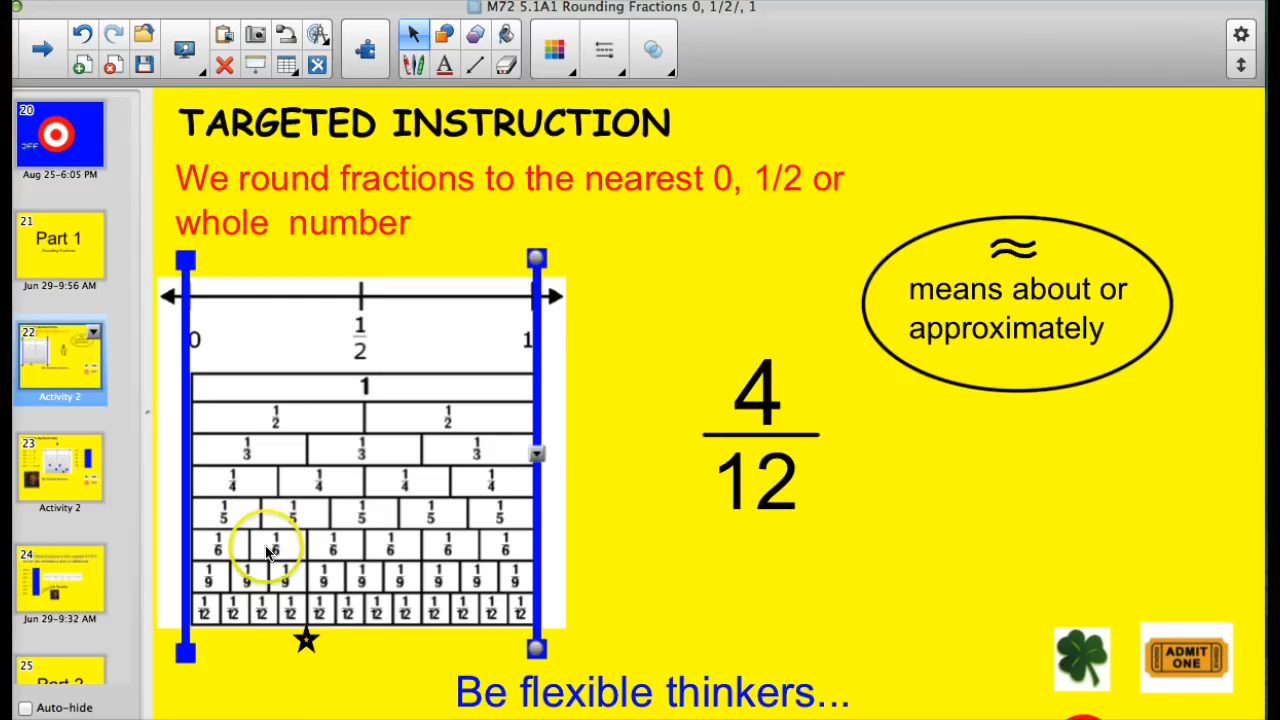 M72 5.1A1 Rounding Fractions 0, 1/2/, 1
20
OFF
Aug 25-6:05 PM
21
Part 1
Rounding Fractions
Jun 29-9:56 AM
22
Activity 2
23
Activity 2
24
Jun 29-9:32 AM
25
Part 2
Auto-hide
TARGETED INSTRUCTION
We round fractions to the nearest 0, 1/2 or
whole number
0 1/2 1
1
1/2 1/2
1/3 1/3 1/3
1/4 1/4 1/4 1/4
1/5 1/5 1/5 1/5 1/5
1/6 1/6 1/6 1/6 1/6 1/6
1/9 1/9 1/9 1/9 1/9 1/9 1/9 1/9 1/9
1/12 1/12 1/12 1/12 1/12 1/12 1/12 1/12 1/12 1/12 1/12 1/12
4
12
≈
means about or
approximately
ADMIT
ONE
Be flexible thinkers...